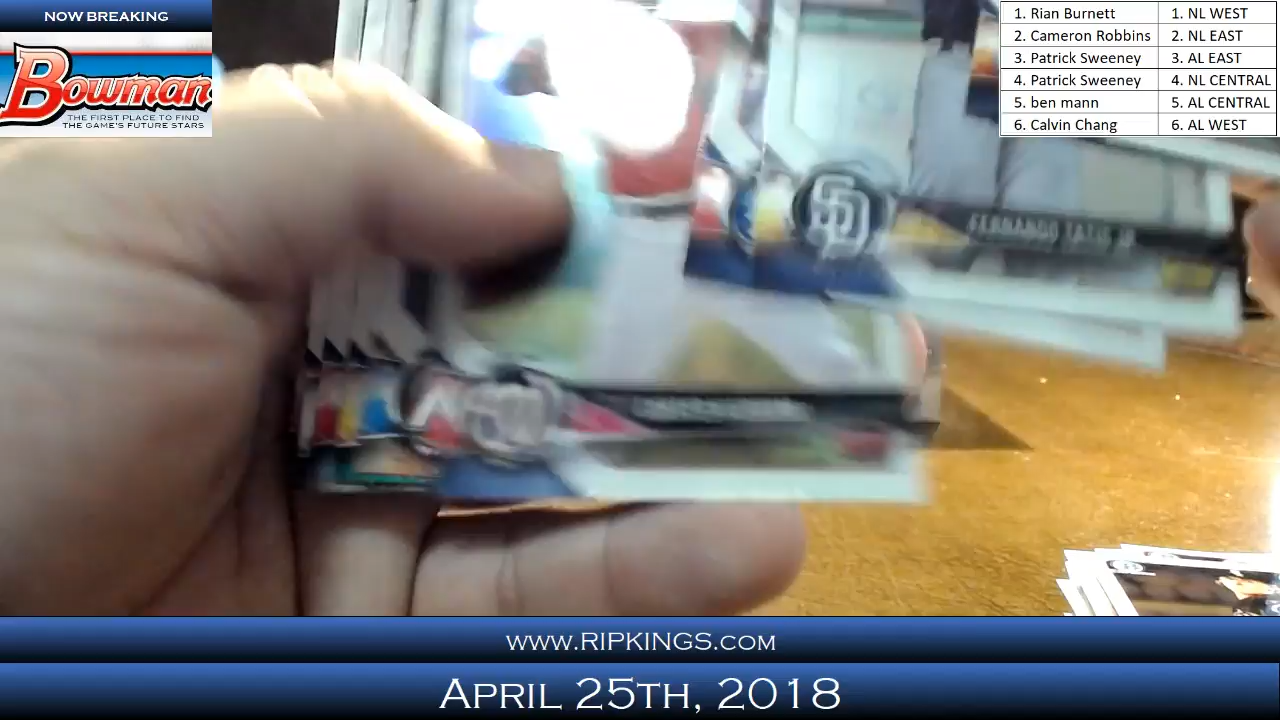 NOW BREAKING
Bowman
THE FIRST PLACE TO FIND
THE GAME'S FUTURE STARS
1. Rian Burnett 1. NL WEST
2. Cameron Robbins 2. NL EAST
3. Patrick Sweeney 3. AL EAST
4. Patrick Sweeney 4. NL CENTRAL
5. ben mann 5. AL CENTRAL
6. Calvin Chang 6. AL WEST
SD
FERNANDO TATIS JR.
WWW.RIPKINGS.COM
APRIL 25TH, 2018